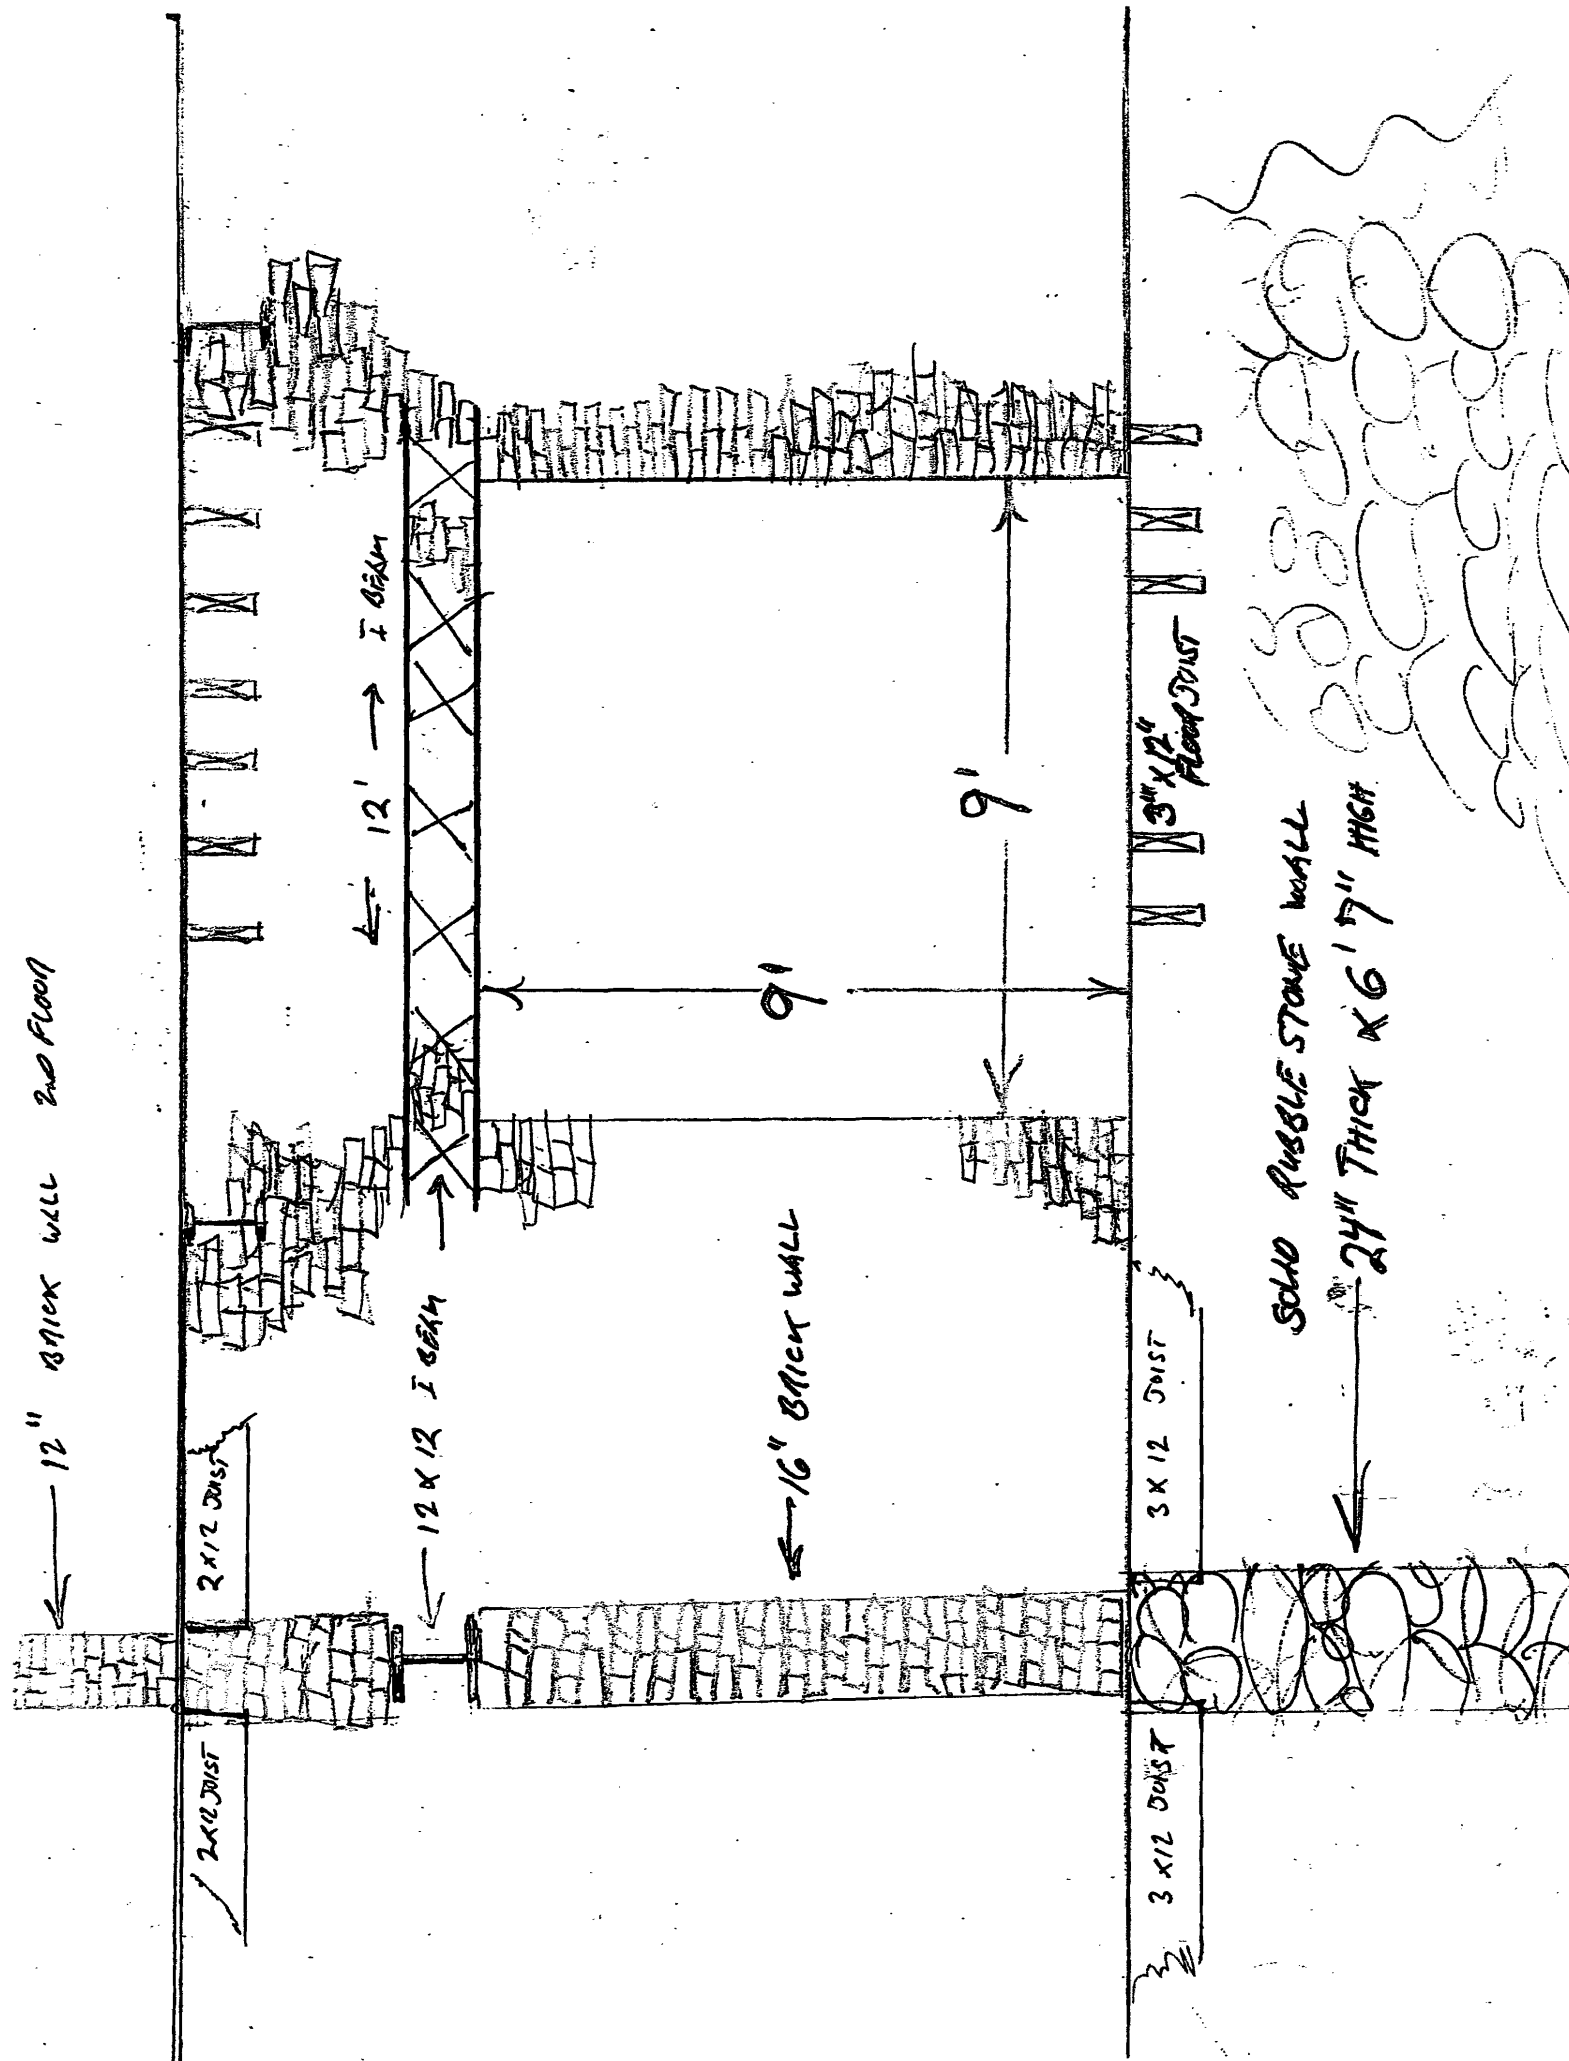 12" BRICK WALL 2ND FLOOR
2X12 JOIST
2X12 JOIST
12' I BEAM
12 X 12 I BEAM
16" BRICK WALL
9'
9'
3 X12 JOIST
3 X 12 JOIST
3" X 12"
FLOOR JOIST
SOLID RUBBLE STONE WALL
24" THICK X 6'7" HIGH